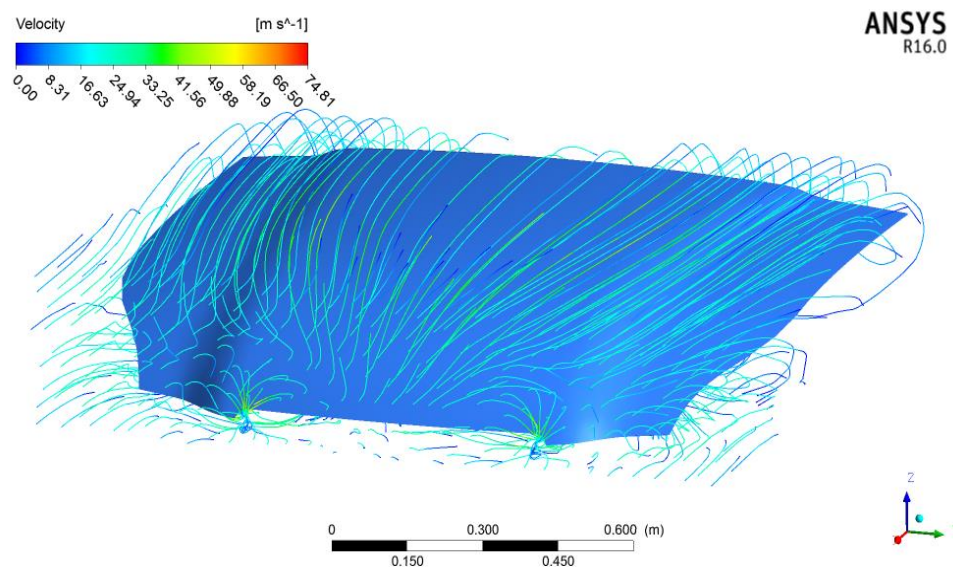 Velocity [m s^-1]
0.00 8.31 16.63 24.94 33.25 41.56 49.88 58.19 66.50 74.81
ANSYS
R16.0
Z
0 0.300 0.600 (m)
0.150 0.450